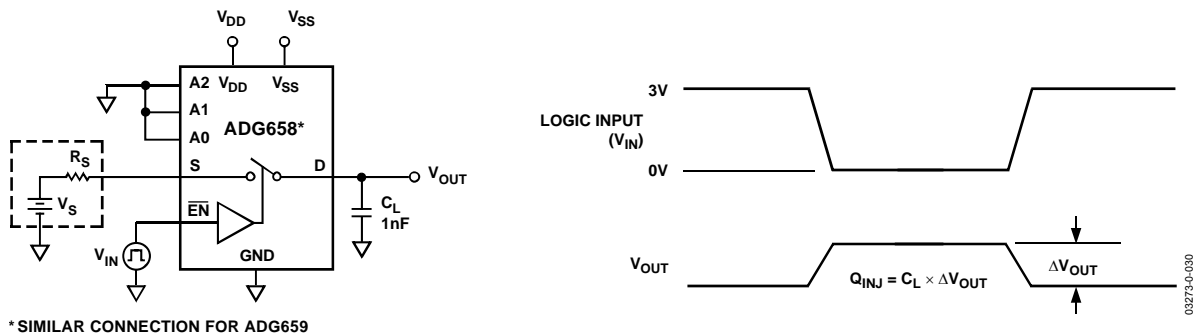 V_DD
V_SS
A2 V_DD V_SS
A1
A0
ADG658*
R_S
S
D
V_OUT
V_S
E̅N̅
C_L
1nF
V_IN
GND
* SIMILAR CONNECTION FOR ADG659
3V
LOGIC INPUT
(V_IN)
0V
V_OUT
Q_INJ = C_L × ΔV_OUT
ΔV_OUT
03273-0-030